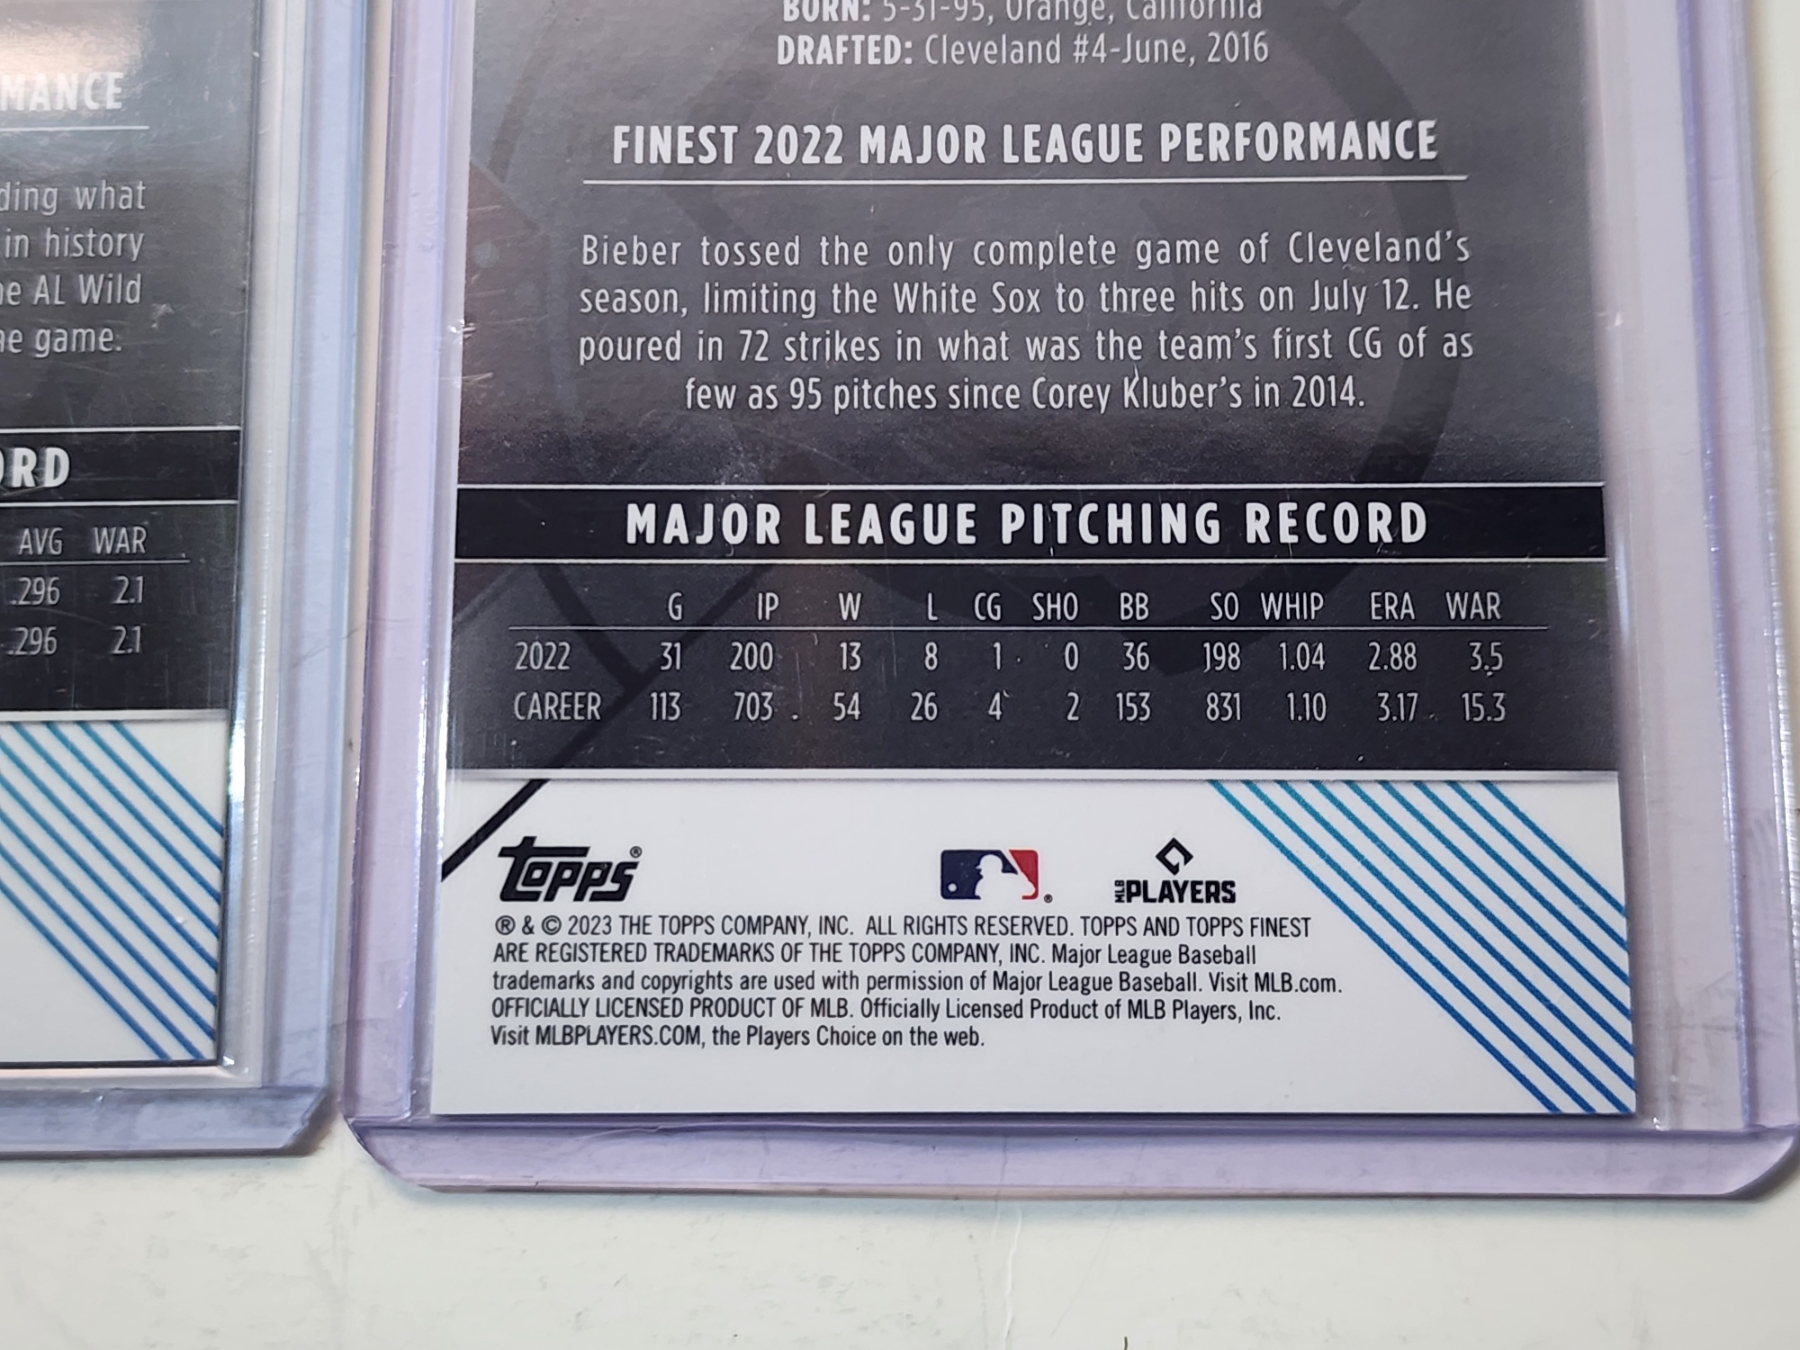 MANCE
ding what
in history
he AL Wild
he game.
ORD
AVG WAR
.296 2.1
.296 2.1
BORN: 5-31-95, Orange, California
DRAFTED: Cleveland #4-June, 2016
FINEST 2022 MAJOR LEAGUE PERFORMANCE
Bieber tossed the only complete game of Cleveland's
season, limiting the White Sox to three hits on July 12. He
poured in 72 strikes in what was the team's first CG of as
few as 95 pitches since Corey Kluber's in 2014.
MAJOR LEAGUE PITCHING RECORD
G IP W L CG SHO BB SO WHIP ERA WAR
2022 31 200 13 8 1 0 36 198 1.04 2.88 3.5
CAREER 113 703 54 26 4 2 153 831 1.10 3.17 15.3
TOPPS®
®
MLB PLAYERS
® & © 2023 THE TOPPS COMPANY, INC. ALL RIGHTS RESERVED. TOPPS AND TOPPS FINEST
ARE REGISTERED TRADEMARKS OF THE TOPPS COMPANY, INC. Major League Baseball
trademarks and copyrights are used with permission of Major League Baseball. Visit MLB.com.
OFFICIALLY LICENSED PRODUCT OF MLB. Officially Licensed Product of MLB Players, Inc.
Visit MLBPLAYERS.COM, the Players Choice on the web.